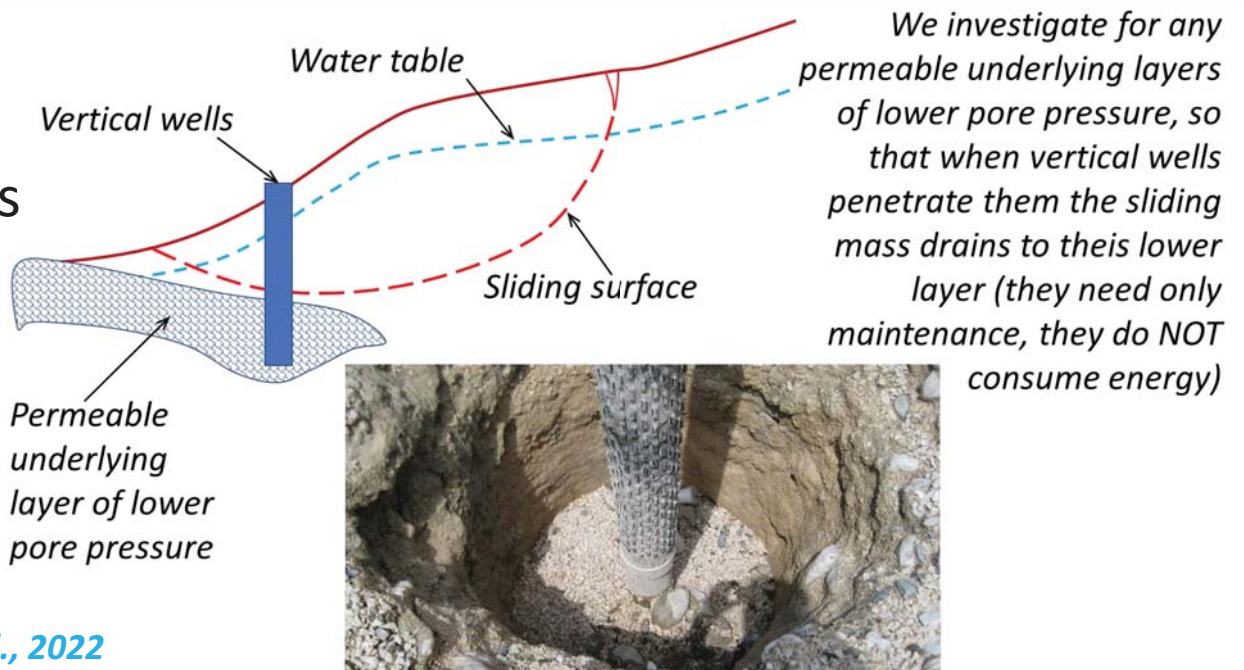 We investigate for any
permeable underlying layers
of lower pore pressure, so
that when vertical wells
penetrate them the sliding
mass drains to theis lower
layer (they need only
maintenance, they do NOT
consume energy)
Water table
Vertical wells
s
Sliding surface
Permeable
underlying
layer of lower
pore pressure
l., 2022